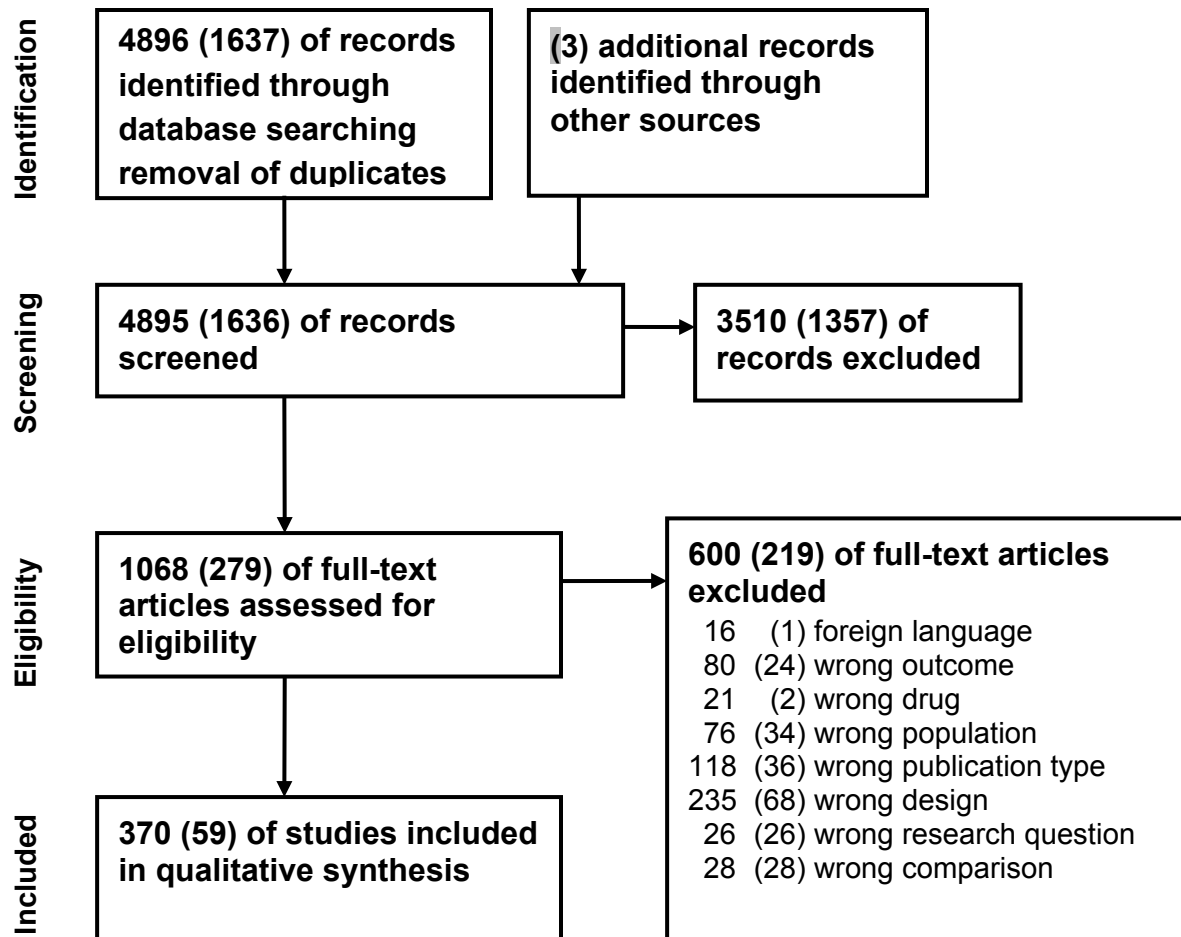 Identification
4896 (1637) of records
identified through
database searching
removal of duplicates
(3) additional records
identified through
other sources
Screening
4895 (1636) of records
screened
3510 (1357) of
records excluded
Eligibility
1068 (279) of full-text
articles assessed for
eligibility
600 (219) of full-text articles
excluded
16 (1) foreign language
80 (24) wrong outcome
21 (2) wrong drug
76 (34) wrong population
118 (36) wrong publication type
235 (68) wrong design
26 (26) wrong research question
28 (28) wrong comparison
Included
370 (59) of studies included
in qualitative synthesis